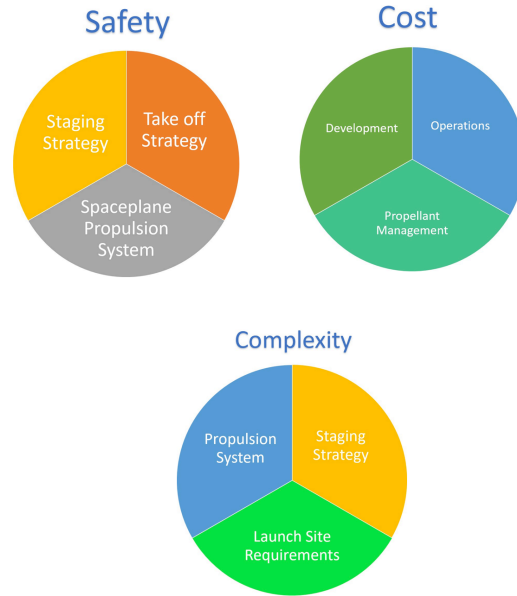 Safety
Staging
Strategy
Take off
Strategy
Spaceplane
Propulsion
System
Cost
Development
Operations
Propellant
Management
Complexity
Propulsion
System
Staging
Strategy
Launch Site
Requirements